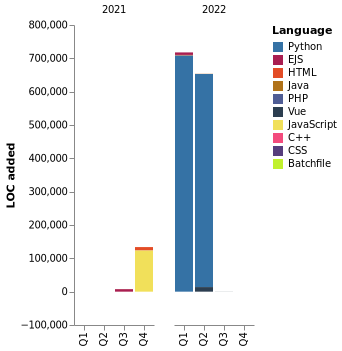 2021 2022
Language
Python
EJS
HTML
Java
PHP
Vue
JavaScript
C++
CSS
Batchfile
LOC added
800,000
700,000
600,000
500,000
400,000
300,000
200,000
100,000
0
−100,000
Q1 Q2 Q3 Q4 Q1 Q2 Q3 Q4